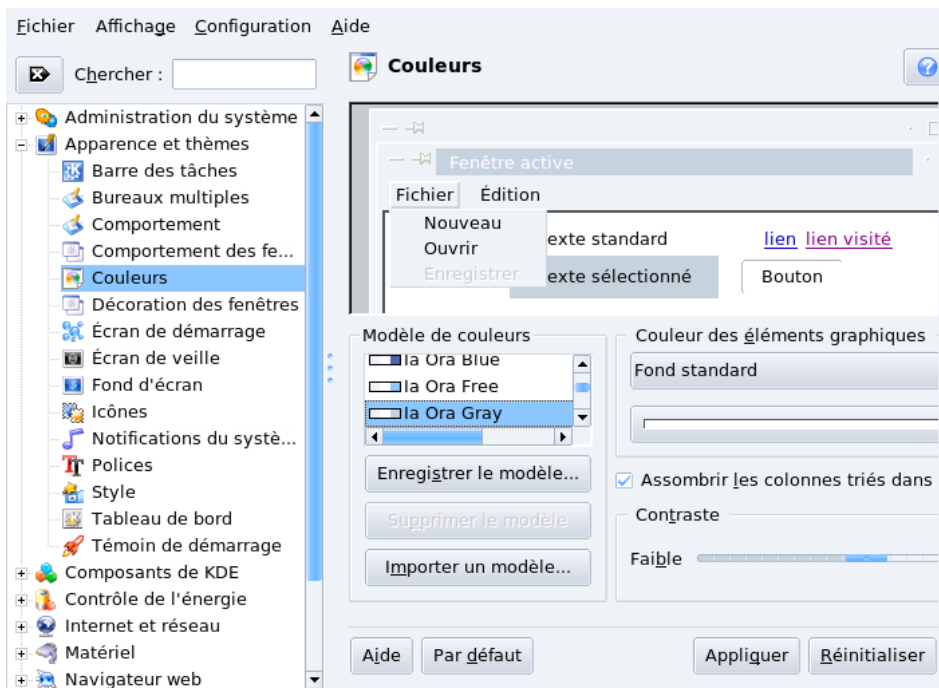 Fichier Affichage Configuration Aide
Chercher :
Administration du système
Apparence et thèmes
Barre des tâches
Bureaux multiples
Comportement
Comportement des fe...
Couleurs
Décoration des fenêtres
Écran de démarrage
Écran de veille
Fond d'écran
Icônes
Notifications du systè...
Polices
Style
Tableau de bord
Témoin de démarrage
Composants de KDE
Contrôle de l'énergie
Internet et réseau
Matériel
Navigateur web
Couleurs
Fenêtre active
Fichier Édition
Nouveau
Ouvrir
Enregistrer
exte standard lien lien visité
exte sélectionné Bouton
Modèle de couleurs
Ia Ora Blue
Ia Ora Free
Ia Ora Gray
Enregistrer le modèle...
Supprimer le modèle
Importer un modèle...
Couleur des éléments graphiques
Fond standard
Assombrir les colonnes triés dans
Contraste
Faible
Aide Par défaut Appliquer Réinitialiser